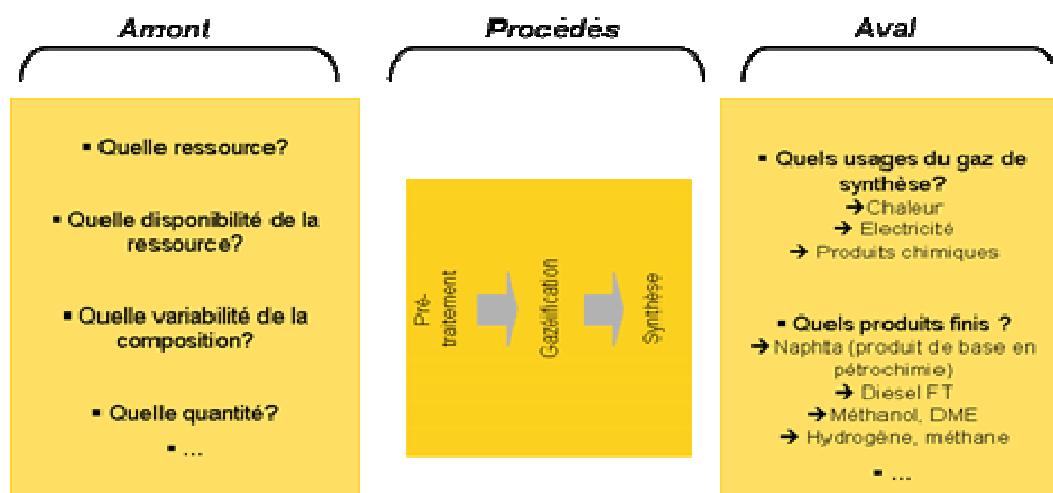 Amont
Procédés
Aval
▪ Quelle ressource?
▪ Quelle disponibilité de la
ressource?
▪ Quelle variabilité de la
composition?
▪ Quelle quantité?
▪ ...
Pré-
traitement
Gazéification
Synthèse
▪ Quels usages du gaz de
synthèse?
→ Chaleur
→ Electricité
→ Produits chimiques
▪ Quels produits finis ?
→ Naphta (produit de base en
pétrochimie)
→ Diesel FT
→ Méthanol, DME
→ Hydrogène, méthane
▪ ...